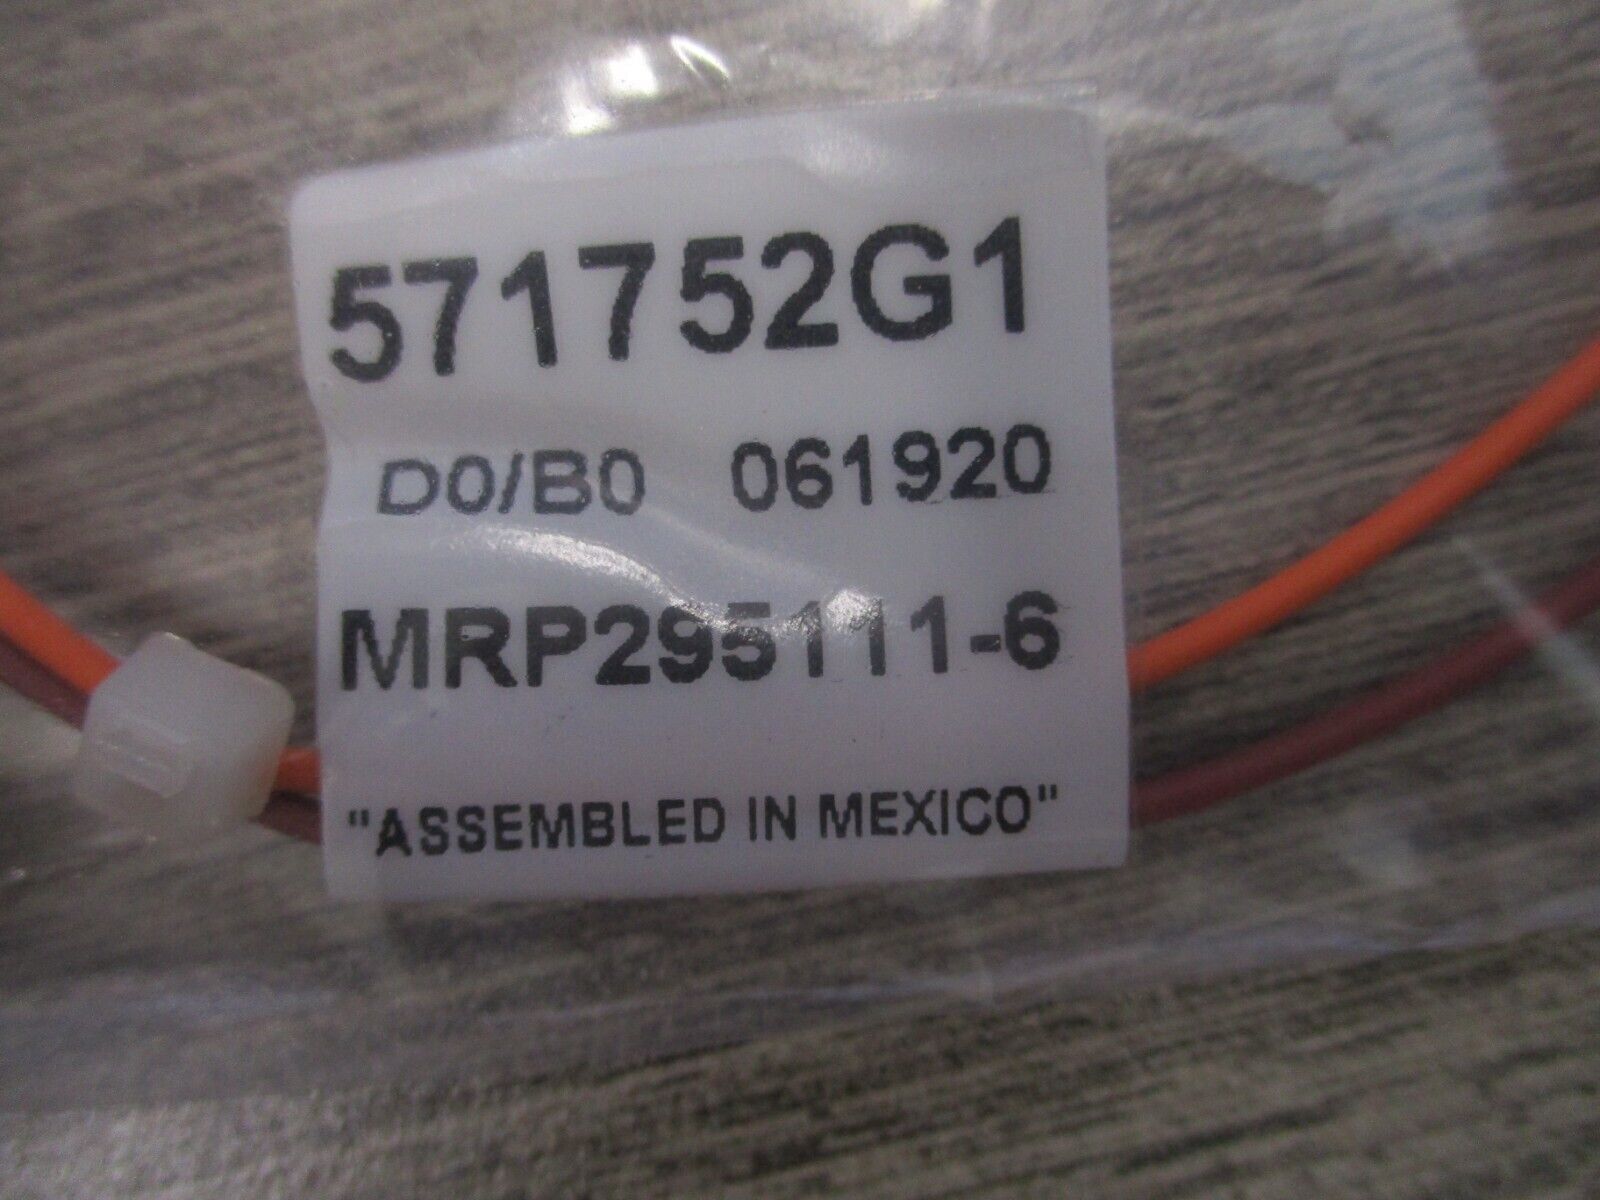 571752G1
D0/B0 061920
MRP295111-6
"ASSEMBLED IN MEXICO"